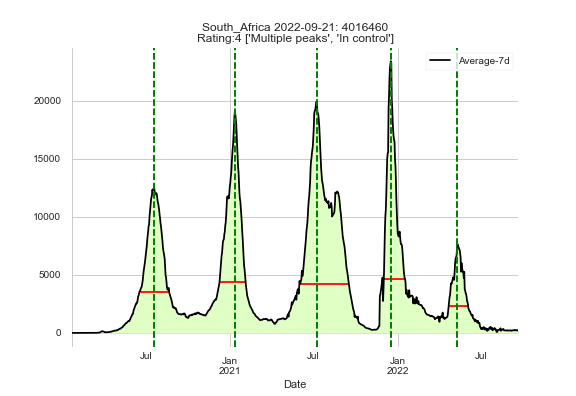 South_Africa 2022-09-21: 4016460
Rating:4 ['Multiple peaks', 'In control']
Average-7d
20000
15000
10000
5000
0
Jul
Jan
2021
Jul
Jan
2022
Jul
Date